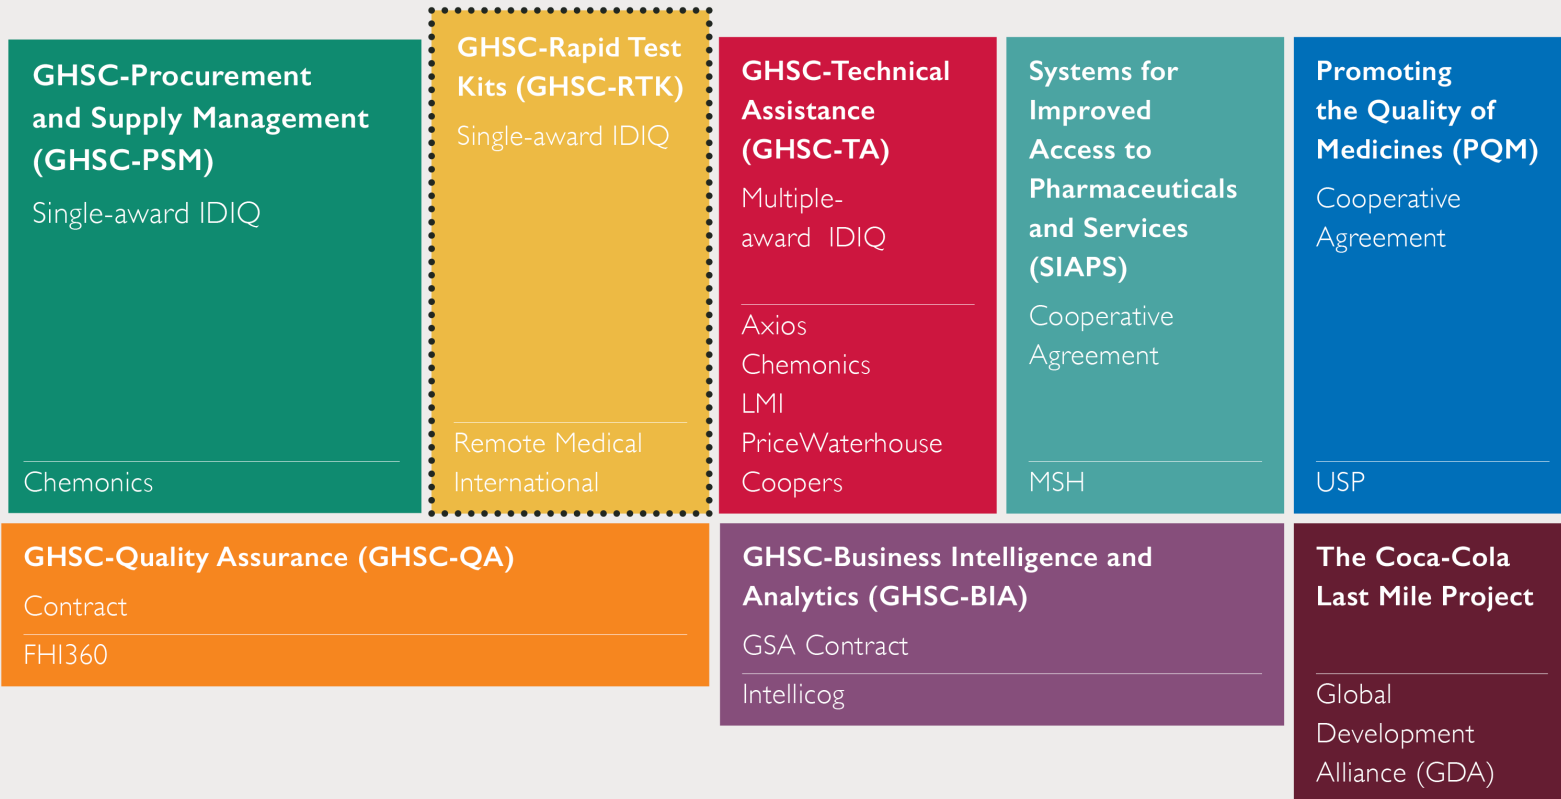 GHSC-Procurement
and Supply Management
(GHSC-PSM)
Single-award IDIQ
Chemonics
GHSC-Rapid Test
Kits (GHSC-RTK)
Single-award IDIQ
Remote Medical
International
GHSC-Technical
Assistance
(GHSC-TA)
Multiple-
award IDIQ
Axios
Chemonics
LMI
PriceWaterhouse
Coopers
Systems for
Improved
Access to
Pharmaceuticals
and Services
(SIAPS)
Cooperative
Agreement
MSH
Promoting
the Quality of
Medicines (PQM)
Cooperative
Agreement
USP
GHSC-Quality Assurance (GHSC-QA)
Contract
FHI360
GHSC-Business Intelligence and
Analytics (GHSC-BIA)
GSA Contract
Intellicog
The Coca-Cola
Last Mile Project
Global
Development
Alliance (GDA)